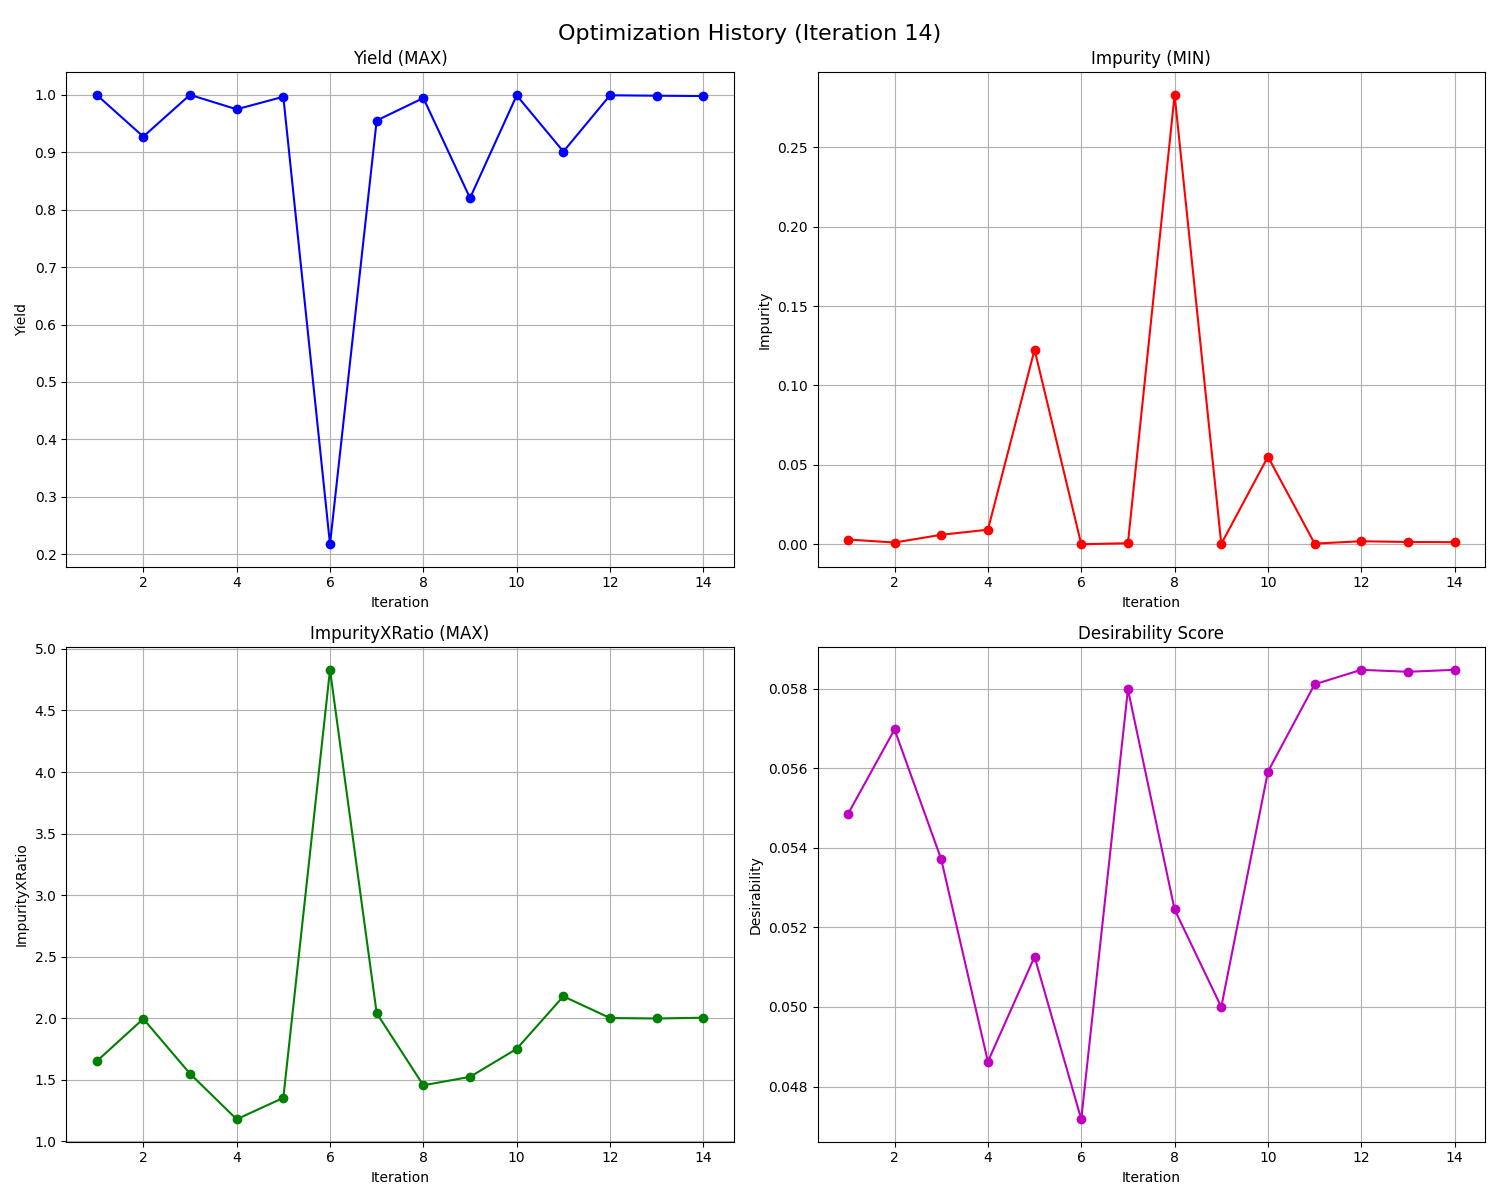 Optimization History (Iteration 14)
Yield (MAX)
1.0
0.9
0.8
0.7
0.6
0.5
0.4
0.3
0.2
Yield
2 4 6 8 10 12 14
Iteration
Impurity (MIN)
0.25
0.20
0.15
0.10
0.05
0.00
Impurity
2 4 6 8 10 12 14
Iteration
ImpurityXRatio (MAX)
5.0
4.5
4.0
3.5
3.0
2.5
2.0
1.5
1.0
ImpurityXRatio
2 4 6 8 10 12 14
Iteration
Desirability Score
0.058
0.056
0.054
0.052
0.050
0.048
Desirability
2 4 6 8 10 12 14
Iteration